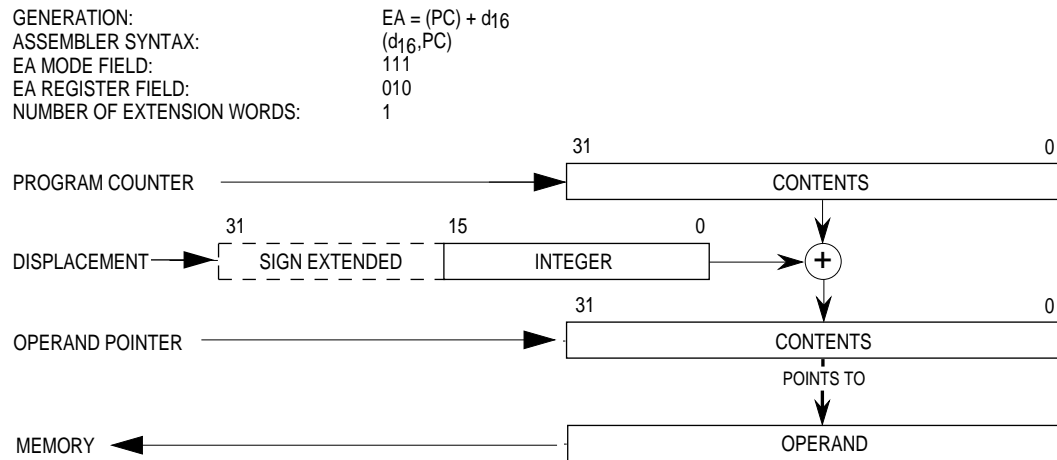 GENERATION: EA = (PC) + d16
ASSEMBLER SYNTAX: (d16,PC)
EA MODE FIELD: 111
EA REGISTER FIELD: 010
NUMBER OF EXTENSION WORDS: 1
31 0
PROGRAM COUNTER CONTENTS
31 15 0
DISPLACEMENT SIGN EXTENDED INTEGER +
31 0
OPERAND POINTER CONTENTS
POINTS TO
MEMORY OPERAND